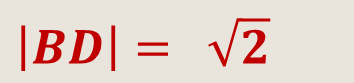 |BD| = √2